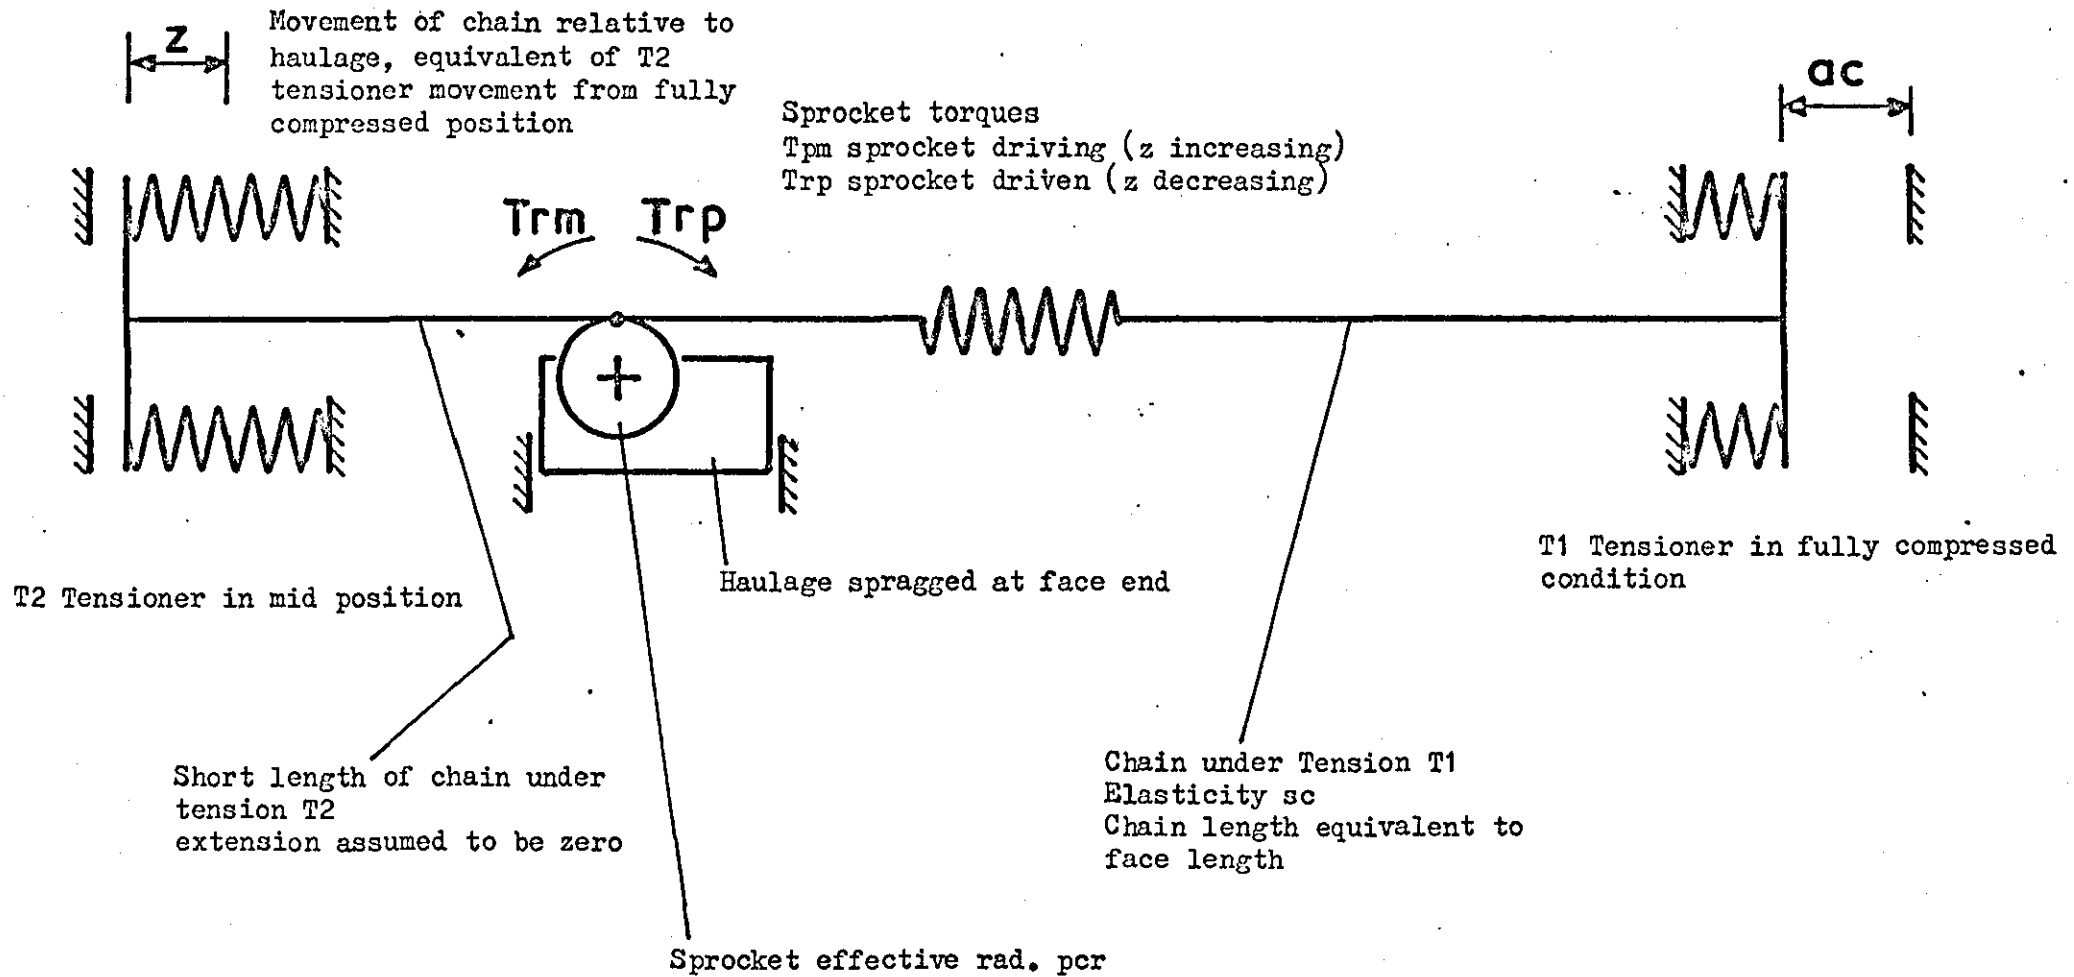 z
Movement of chain relative to
haulage, equivalent of T2
tensioner movement from fully
compressed position
ac
Sprocket torques
Tpm sprocket driving (z increasing)
Trp sprocket driven (z decreasing)
Trm
Trp
T1 Tensioner in fully compressed
condition
Haulage spragged at face end
T2 Tensioner in mid position
Short length of chain under
tension T2
extension assumed to be zero
Chain under Tension T1
Elasticity sc
Chain length equivalent to
face length
Sprocket effective rad. pcr